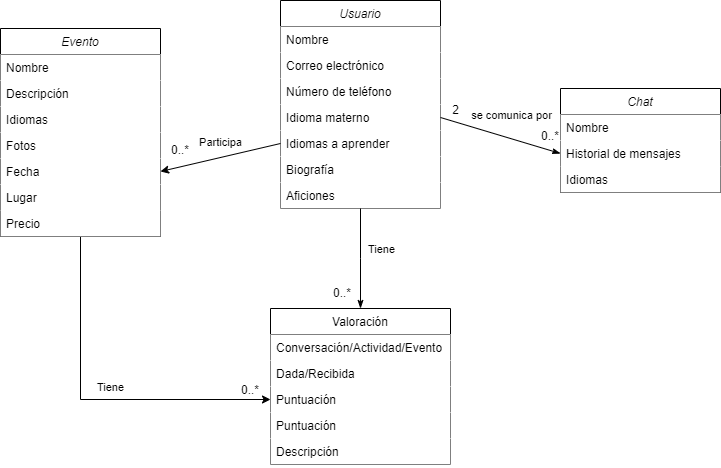 Evento
Nombre
Descripción
Idiomas
Fotos
Fecha
Lugar
Precio
Usuario
Nombre
Correo electrónico
Número de teléfono
Idioma materno
Idiomas a aprender
Biografía
Aficiones
Chat
Nombre
Historial de mensajes
Idiomas
Participa
0..*
2
se comunica por
0..*
Tiene
0..*
Tiene
0..*
Valoración
Conversación/Actividad/Evento
Dada/Recibida
Puntuación
Puntuación
Descripción